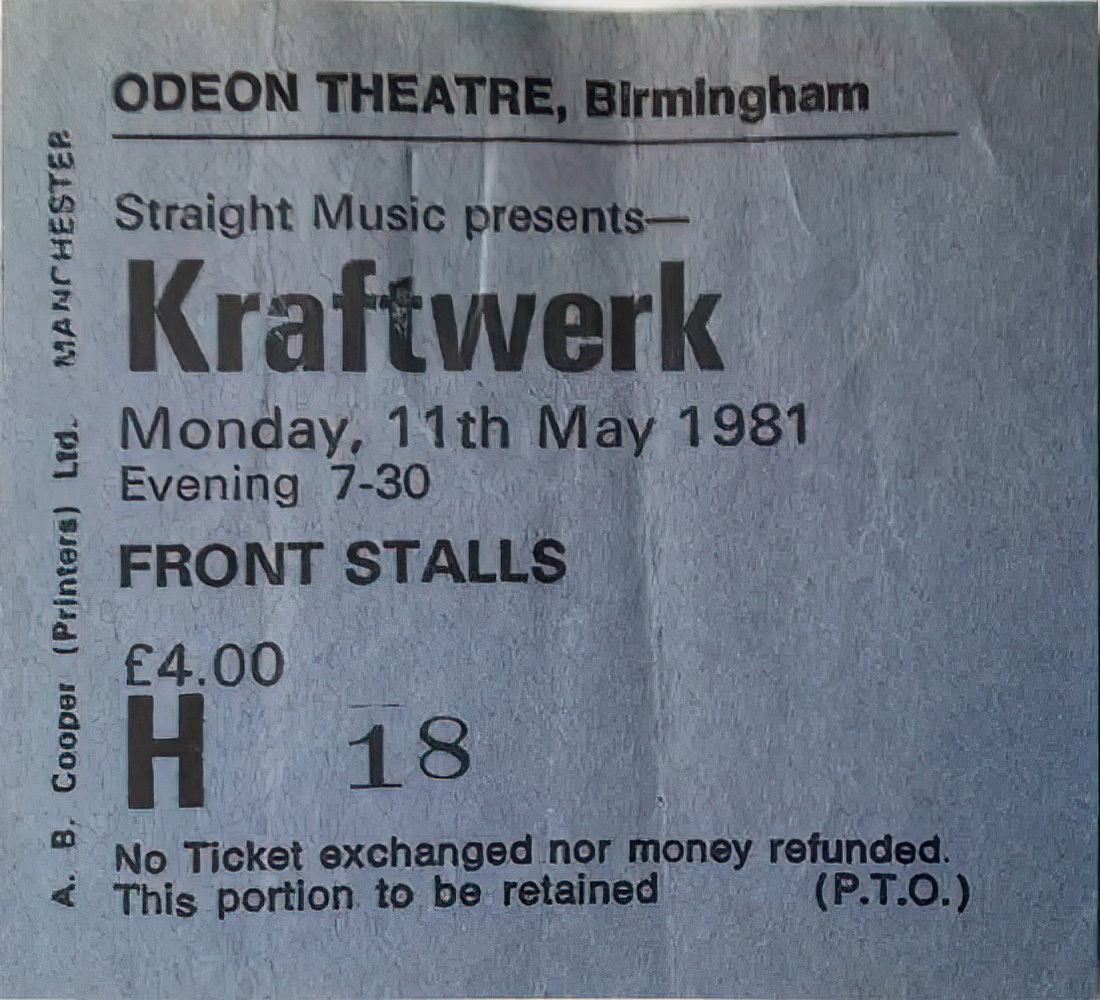 ODEON THEATRE, Birmingham
Straight Music presents—
Kraftwerk
Monday, 11th May 1981
Evening 7-30
FRONT STALLS
£4.00
H 18
No Ticket exchanged nor money refunded.
This portion to be retained (P.T.O.)
A. B. Cooper (Printers) Ltd. MANCHESTER